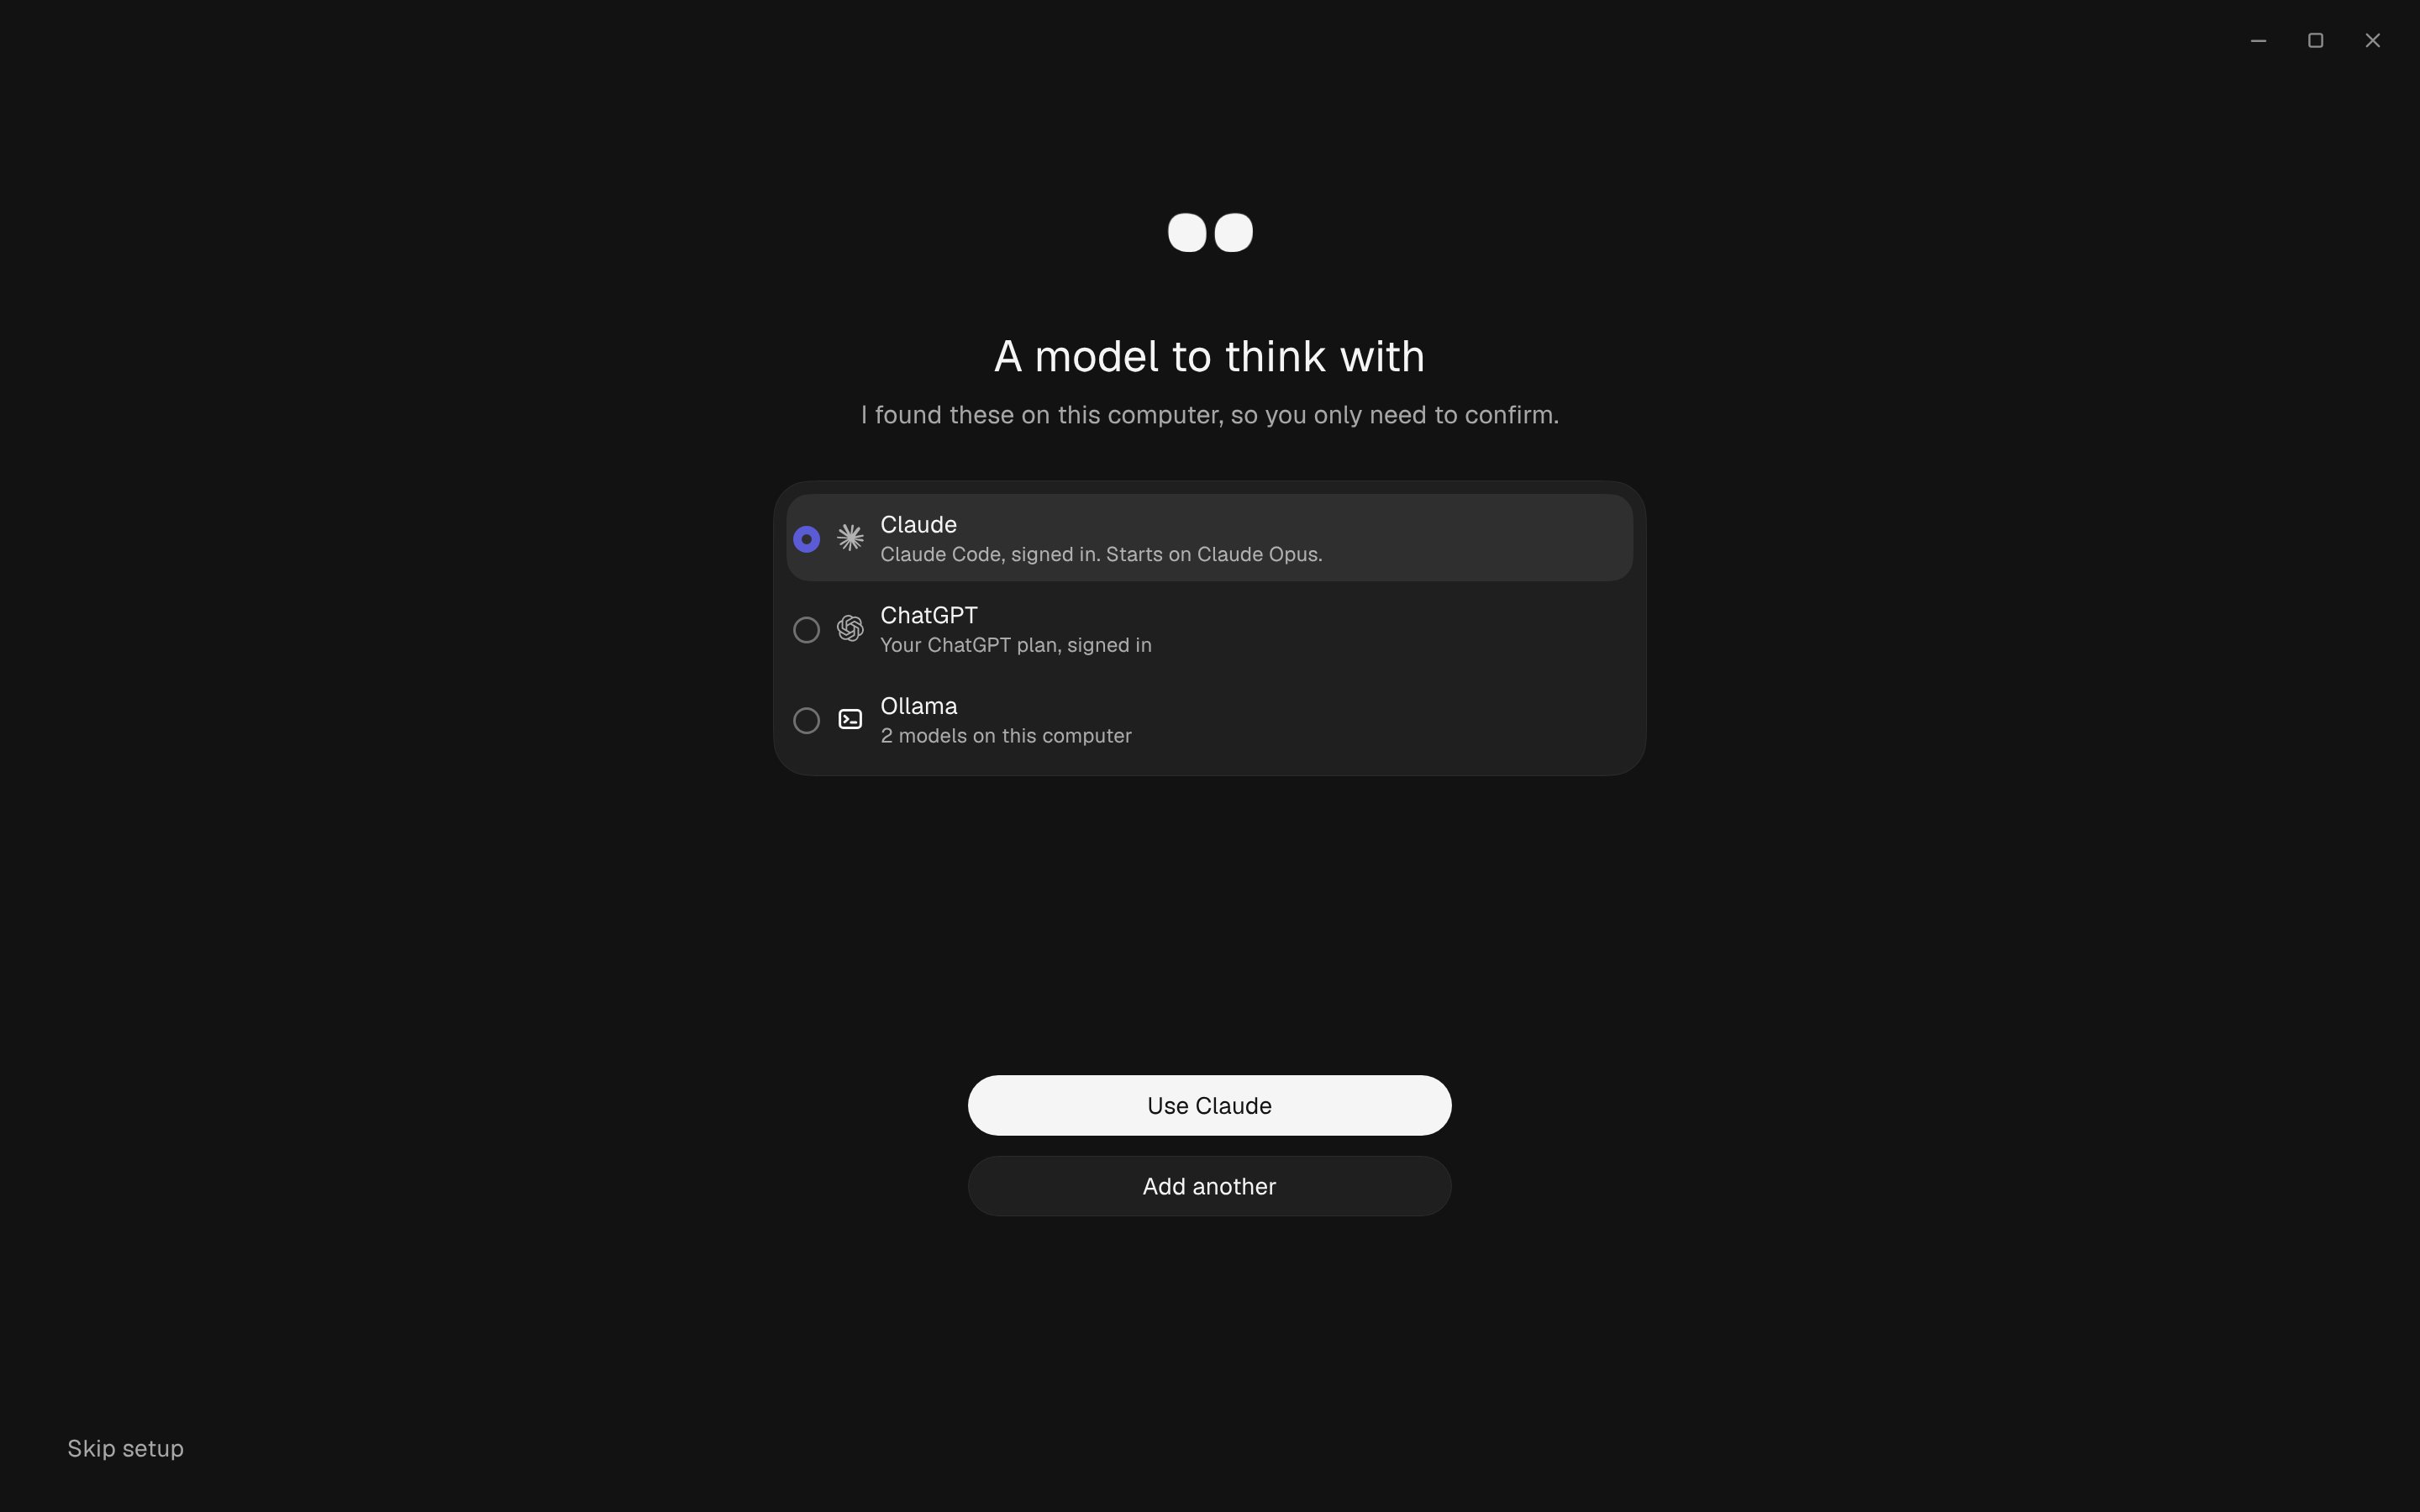 A model to think with
I found these on this computer, so you only need to confirm.
Claude
Claude Code, signed in. Starts on Claude Opus.
ChatGPT
Your ChatGPT plan, signed in
Ollama
2 models on this computer
Use Claude
Add another
Skip setup